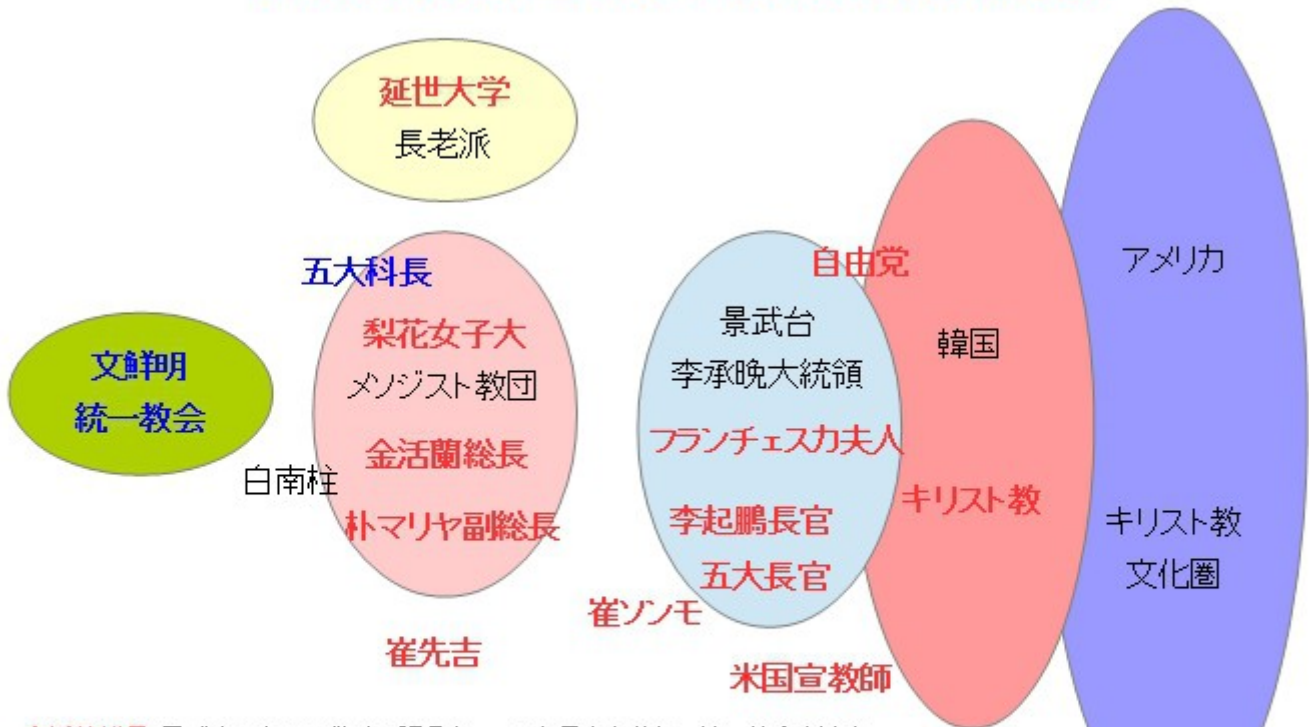 延世大学
長老派
五大科長
梨花女子大
メソジスト教団
金活蘭総長
朴マリヤ副総長
文鮮明
統一教会
白南柱
崔先吉
自由党
景武台
李承晩大統領
フランチェスカ夫人
李起鵬長官
五大長官
崔ソンモ
米国宣教師
韓国
キリスト教
アメリカ
キリスト教
文化圏